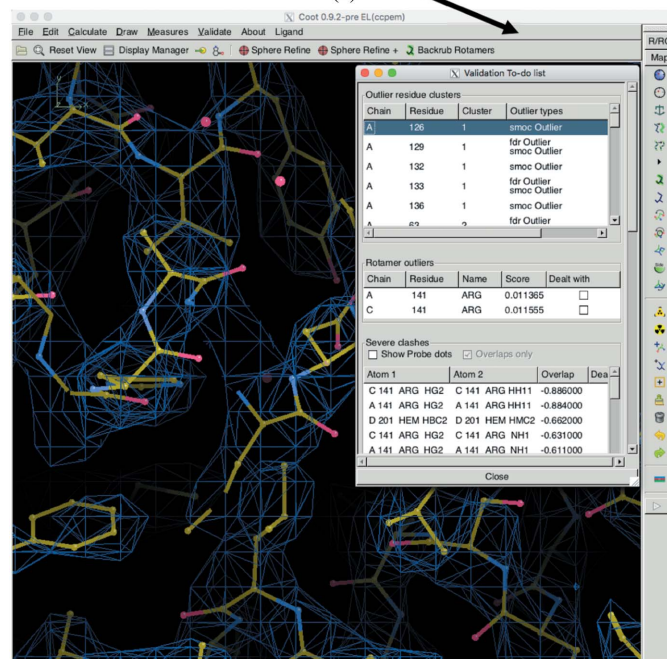 Coot 0.9.2-pre EL(ccpem)
File Edit Calculate Draw Measures Validate About Ligand
Reset View Display Manager Sphere Refine Sphere Refine + Backrub Rotamers
R/RC
Map
Validation To-do list
Outlier residue clusters
Chain Residue Cluster Outlier types
A 126 1 smoc Outlier
A 129 1 fdr Outlier
smoc Outlier
A 132 1 smoc Outlier
A 133 1 fdr Outlier
smoc Outlier
A 136 1 smoc Outlier
A 63 2 fdr Outlier
Rotamer outliers
Chain Residue Name Score Dealt with
A 141 ARG 0.011365
C 141 ARG 0.011555
Severe clashes
Show Probe dots Overlaps only
Atom 1 Atom 2 Overlap Dea
C 141 ARG HG2 C 141 ARG HH11 -0.886000
A 141 ARG HG2 A 141 ARG HH11 -0.884000
D 201 HEM HBC2 D 201 HEM HMC2 -0.662000
C 141 ARG HG2 C 141 ARG NH1 -0.631000
A 141 ARG HG2 A 141 ARG NH1 -0.611000
Close